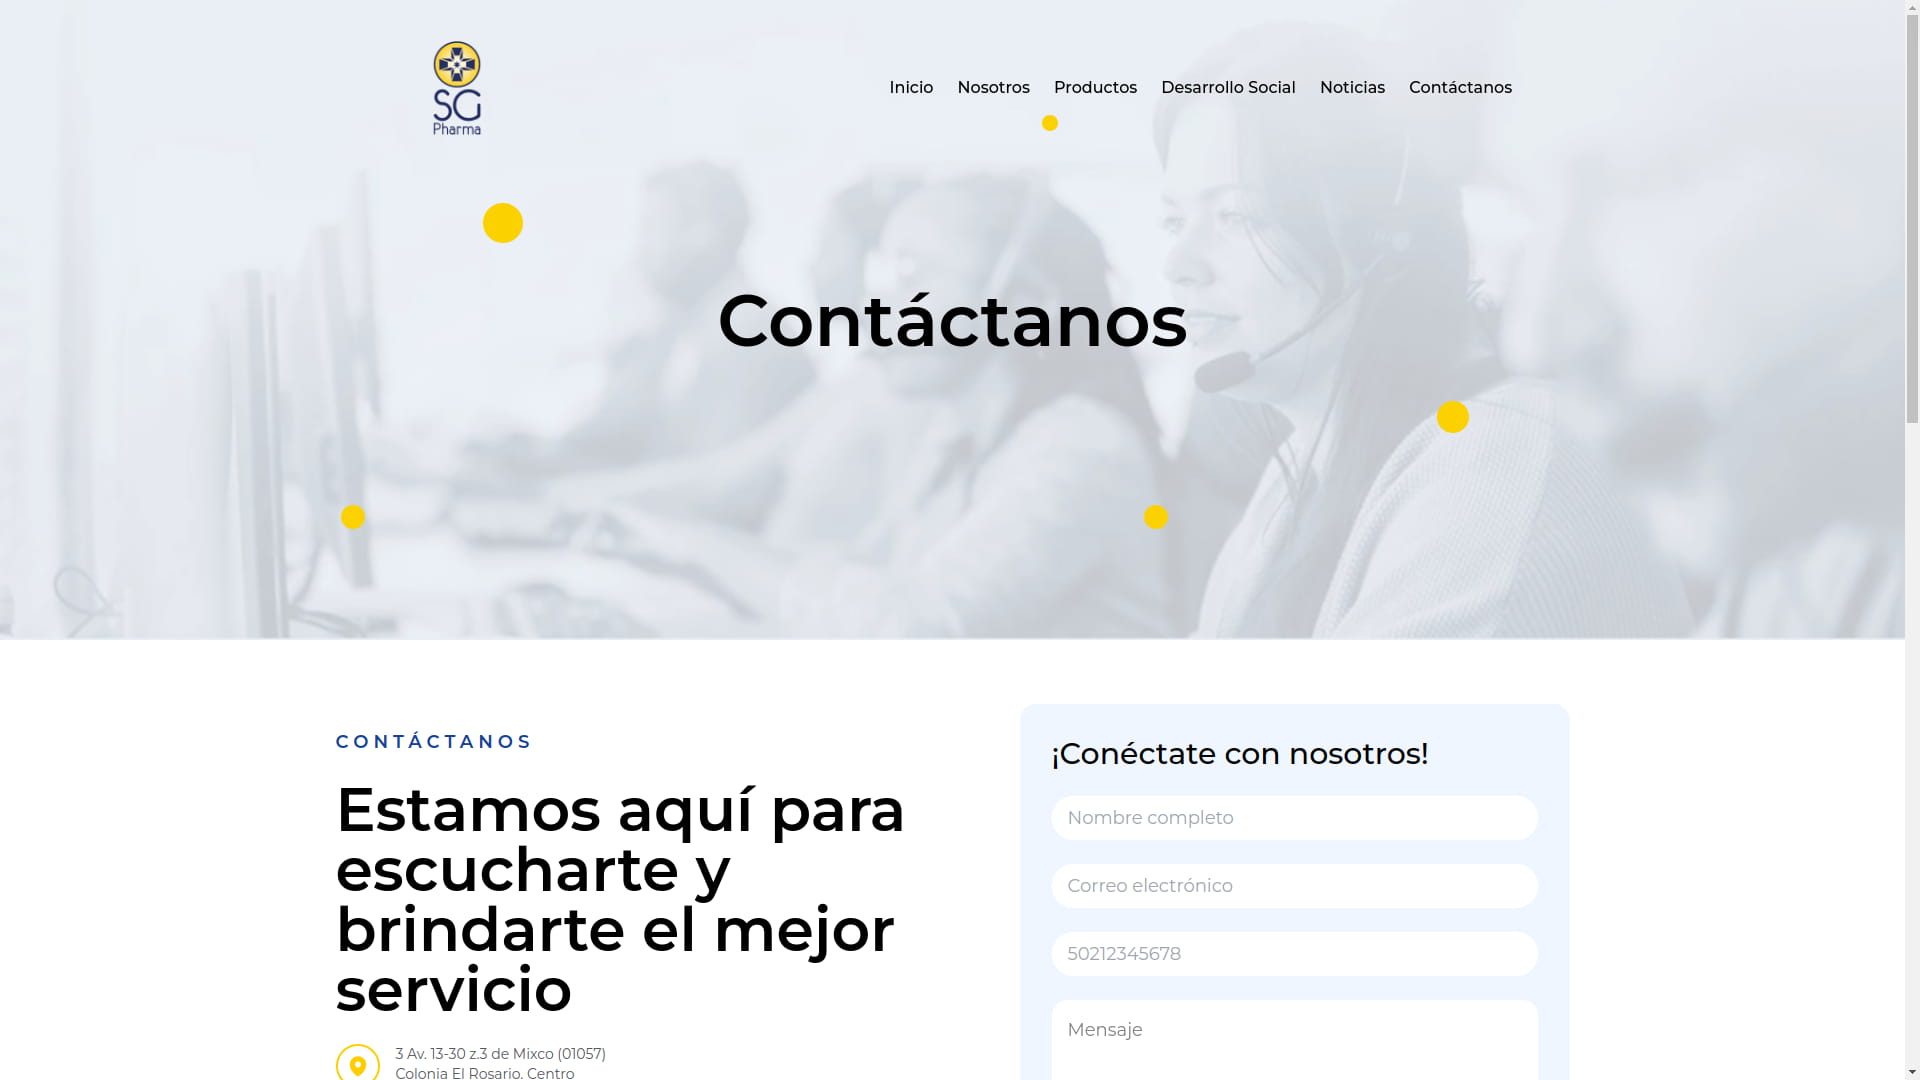 SG
Pharma
Inicio Nosotros Productos Desarrollo Social Noticias Contáctanos
Contáctanos
CONTÁCTANOS
Estamos aquí para
escucharte y
brindarte el mejor
servicio
3 Av. 13-30 z.3 de Mixco (01057)
Colonia El Rosario. Centro
¡Conéctate con nosotros!
Nombre completo
Correo electrónico
50212345678
Mensaje